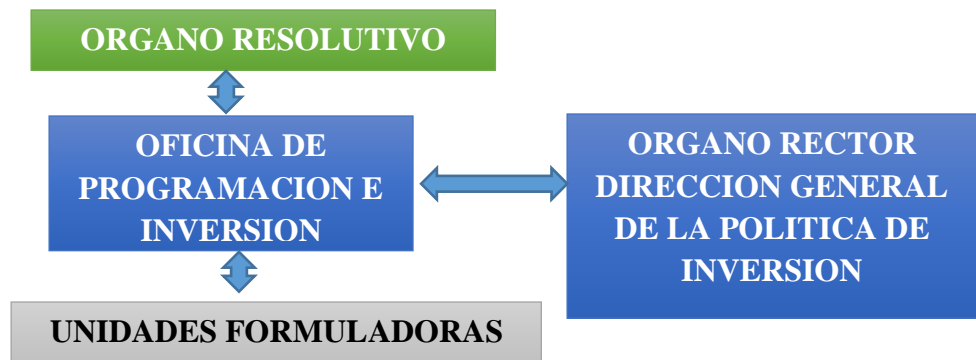 ORGANO RESOLUTIVO
OFICINA DE
PROGRAMACION E
INVERSION
ORGANO RECTOR
DIRECCION GENERAL
DE LA POLITICA DE
INVERSION
UNIDADES FORMULADORAS